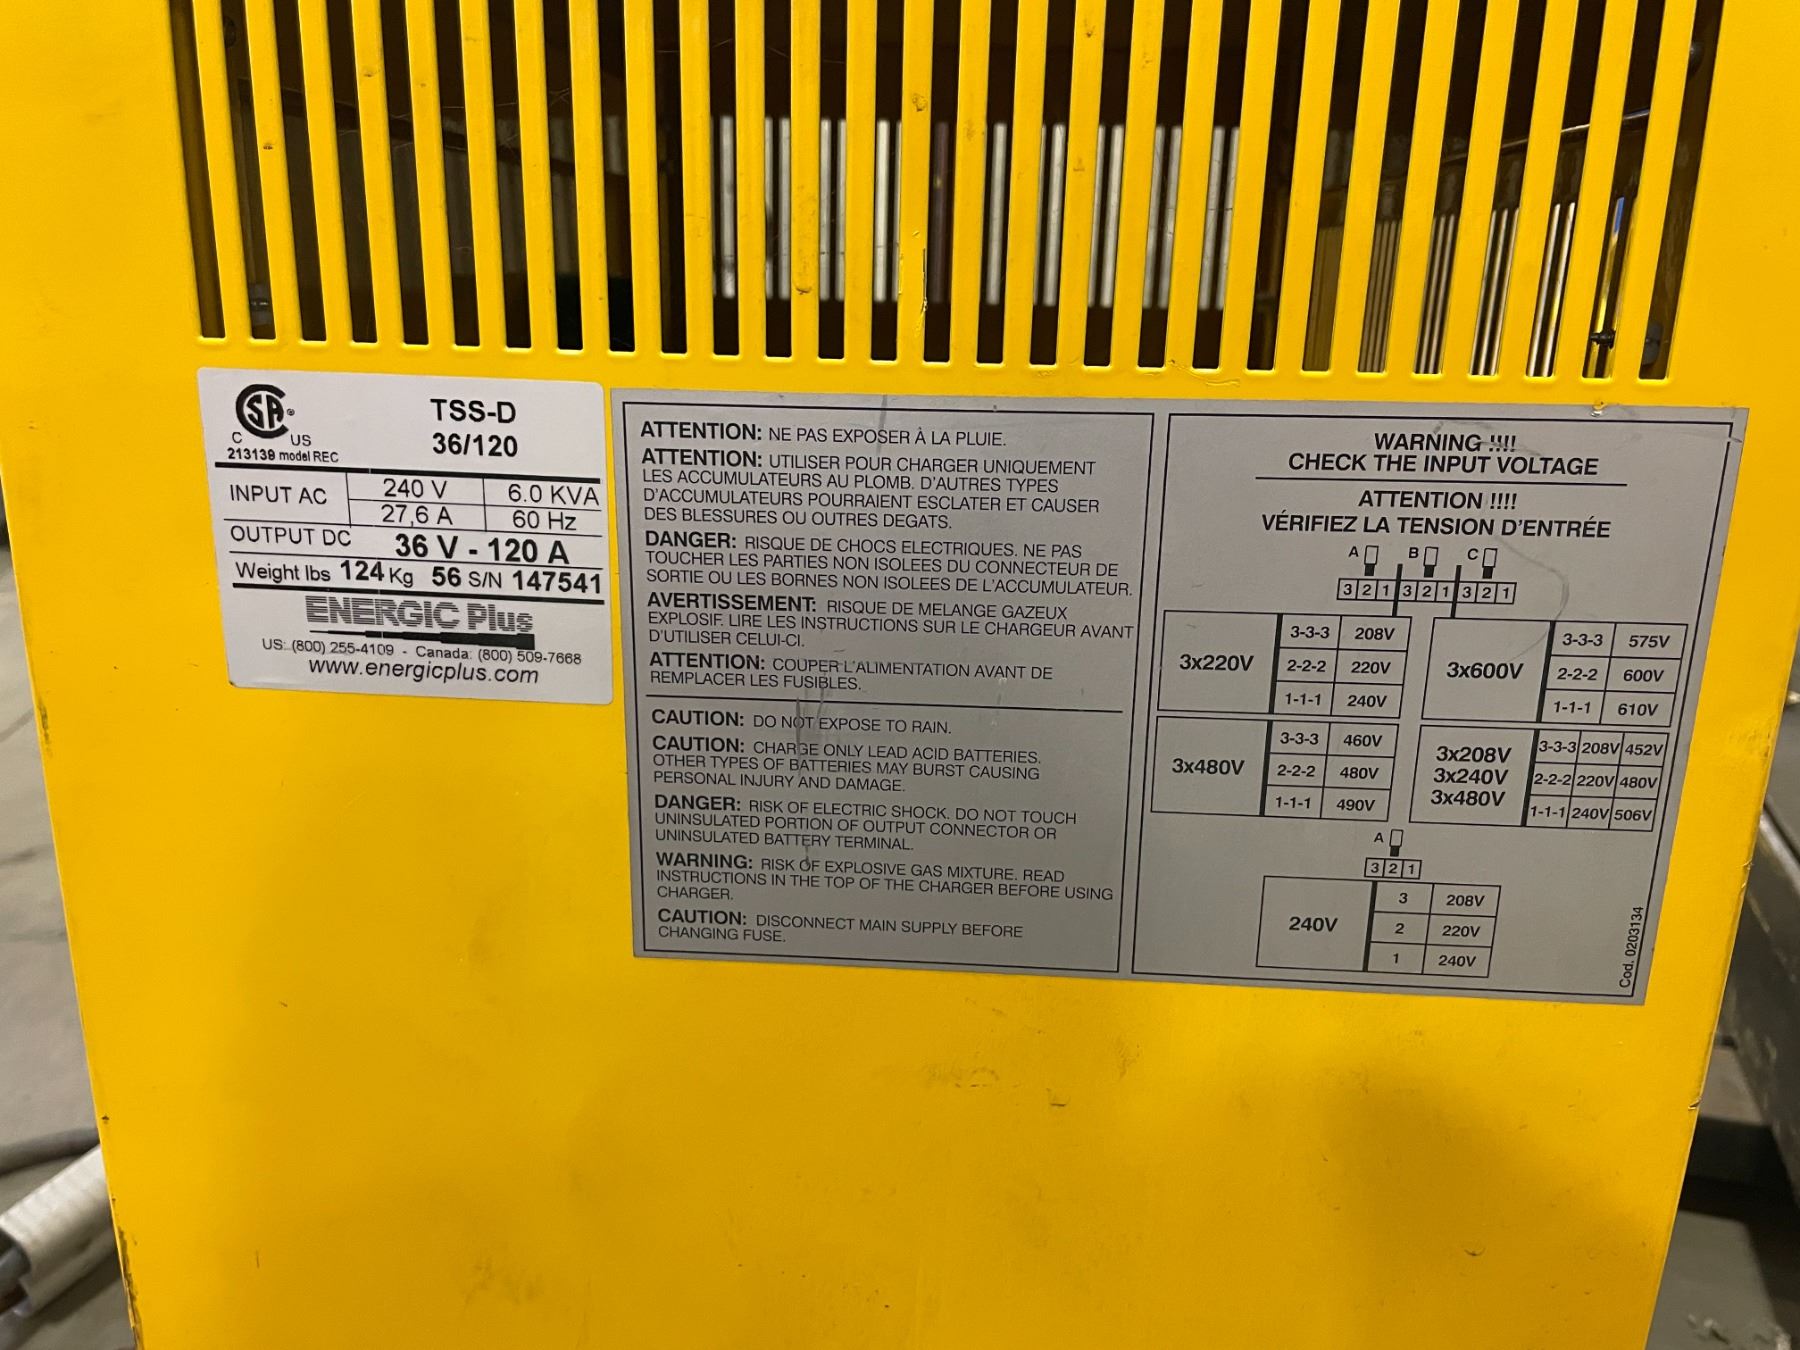 TSS-D
36/120
C US
213139 model REC
INPUT AC 240 V 6.0 KVA
27,6 A 60 Hz
OUTPUT DC 36 V - 120 A
Weight lbs 124 Kg 56 S/N 147541
ENERGIC Plus
US: (800) 255-4109 - Canada: (800) 509-7668
www.energicplus.com
ATTENTION: NE PAS EXPOSER À LA PLUIE.
ATTENTION: UTILISER POUR CHARGER UNIQUEMENT
LES ACCUMULATEURS AU PLOMB. D'AUTRES TYPES
D'ACCUMULATEURS POURRAIENT ESCLATER ET CAUSER
DES BLESSURES OU OUTRES DEGATS.
DANGER: RISQUE DE CHOCS ELECTRIQUES. NE PAS
TOUCHER LES PARTIES NON ISOLEES DU CONNECTEUR DE
SORTIE OU LES BORNES NON ISOLEES DE L'ACCUMULATEUR.
AVERTISSEMENT: RISQUE DE MELANGE GAZEUX
EXPLOSIF. LIRE LES INSTRUCTIONS SUR LE CHARGEUR AVANT
D'UTILISER CELUI-CI.
ATTENTION: COUPER L'ALIMENTATION AVANT DE
REMPLACER LES FUSIBLES.
CAUTION: DO NOT EXPOSE TO RAIN.
CAUTION: CHARGE ONLY LEAD ACID BATTERIES.
OTHER TYPES OF BATTERIES MAY BURST CAUSING
PERSONAL INJURY AND DAMAGE.
DANGER: RISK OF ELECTRIC SHOCK. DO NOT TOUCH
UNINSULATED PORTION OF OUTPUT CONNECTOR OR
UNINSULATED BATTERY TERMINAL.
WARNING: RISK OF EXPLOSIVE GAS MIXTURE. READ
INSTRUCTIONS IN THE TOP OF THE CHARGER BEFORE USING
CHARGER.
CAUTION: DISCONNECT MAIN SUPPLY BEFORE
CHANGING FUSE.
WARNING !!!!
CHECK THE INPUT VOLTAGE
ATTENTION !!!!
VÉRIFIEZ LA TENSION D'ENTRÉE
A B C
3 2 1 3 2 1 3 2 1
3x220V
3-3-3 208V
2-2-2 220V
1-1-1 240V
3x600V
3-3-3 575V
2-2-2 600V
1-1-1 610V
3x480V
3-3-3 460V
2-2-2 480V
1-1-1 490V
3x208V
3x240V
3x480V
3-3-3 208V 452V
2-2-2 220V 480V
1-1-1 240V 506V
A
3 2 1
240V
3 208V
2 220V
1 240V
Cod. 0203134